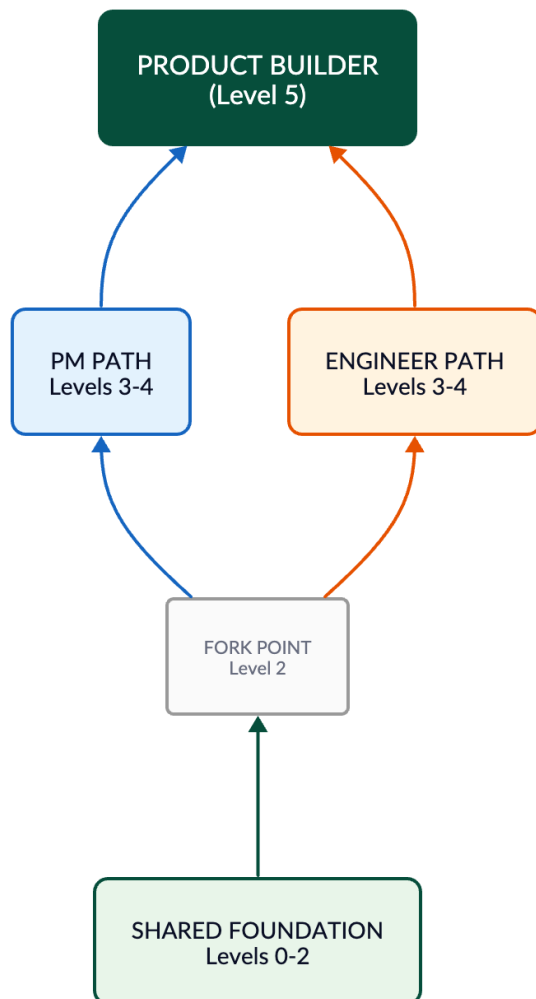 PRODUCT BUILDER
(Level 5)
PM PATH
Levels 3-4
ENGINEER PATH
Levels 3-4
FORK POINT
Level 2
SHARED FOUNDATION
Levels 0-2